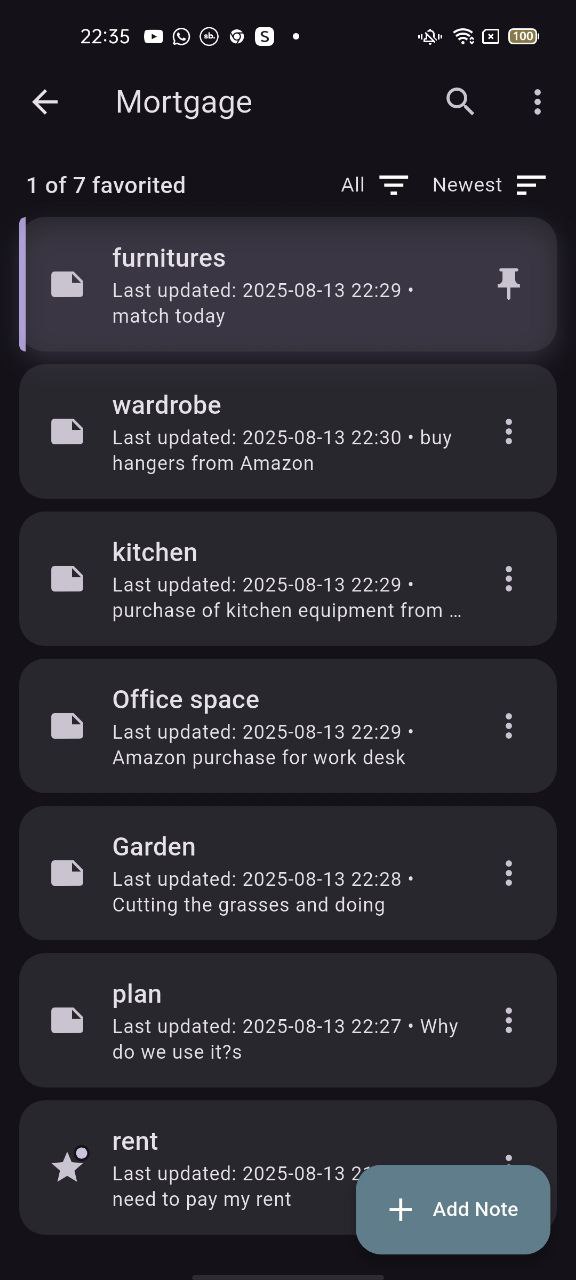 22:35
sb.
S
100
Mortgage
1 of 7 favorited
All
Newest
furnitures
Last updated: 2025-08-13 22:29 •
match today
wardrobe
Last updated: 2025-08-13 22:30 • buy
hangers from Amazon
kitchen
Last updated: 2025-08-13 22:29 •
purchase of kitchen equipment from …
Office space
Last updated: 2025-08-13 22:29 •
Amazon purchase for work desk
Garden
Last updated: 2025-08-13 22:28 •
Cutting the grasses and doing
plan
Last updated: 2025-08-13 22:27 • Why
do we use it?s
rent
Last updated: 2025-08-13
need to pay my rent
Add Note